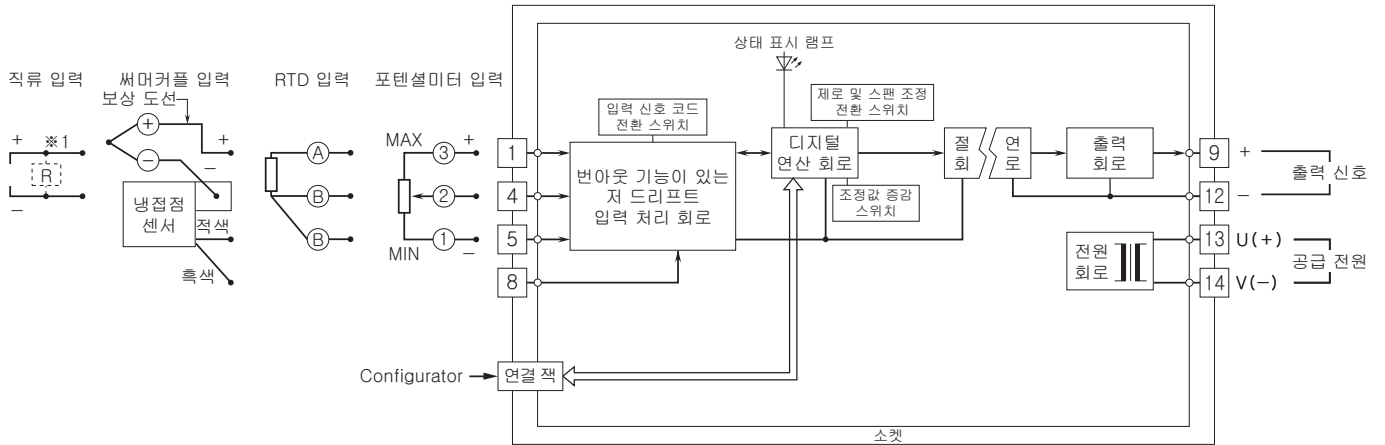 직류 입력
+
※1
R
−
써머커플 입력
보상 도선
+
−
+
−
냉접점
센서
적색
흑색
RTD 입력
A
B
B
포텐셜미터 입력
MAX
+
3
2
1
MIN
−
1
4
5
8
입력 신호 코드
전환 스위치
번아웃 기능이 있는
저 드리프트
입력 처리 회로
상태 표시 램프
제로 및 스팬 조정
전환 스위치
디지털
연산 회로
조정값 증감
스위치
절 연
회 로
출력
회로
전원
회로
9
+
12
−
출력 신호
13
U(+)
14
V(−)
공급 전원
Configurator
연결 잭
소켓